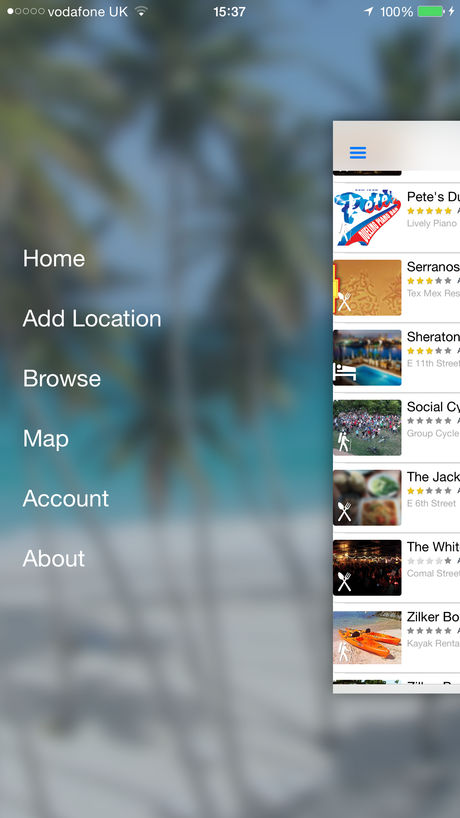 vodafone UK
15:37
100%
Home
Add Location
Browse
Map
Account
About
Pete's Du
Lively Piano
Serranos
Tex Mex Res
Sheraton
E 11th Street
Social Cy
Group Cycle
The Jack
E 6th Street
The Whit
Comal Street
Zilker Bo
Kayak Renta